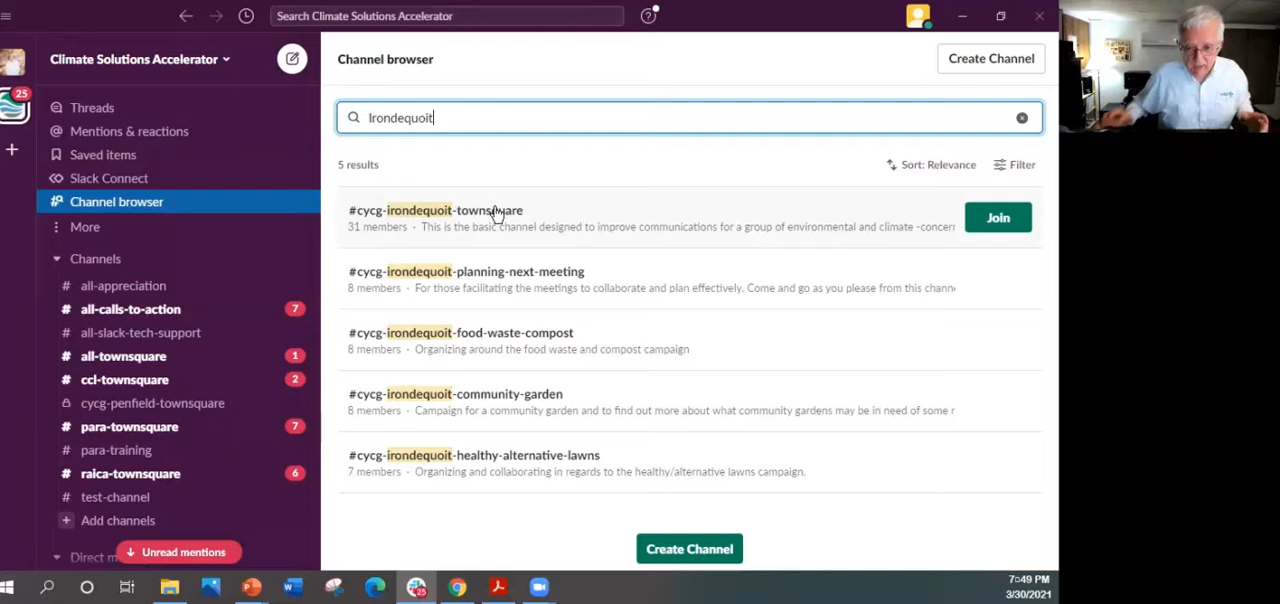 Search Climate Solutions Accelerator
25
Climate Solutions Accelerator
Threads
Mentions & reactions
Saved items
Slack Connect
Channel browser
More
Channels
# all-appreciation
# all-calls-to-action 7
# all-slack-tech-support
# all-townsquare 1
# ccl-townsquare 2
cycg-penfield-townsquare
# para-townsquare 7
# para-training
# raica-townsquare 6
# test-channel
+ Add channels
Direct m
↓ Unread mentions
Channel browser
Create Channel
Irondequoit
5 results
Sort: Relevance
Filter
#cycg-irondequoit-townsquare
31 members · This is the basic channel designed to improve communications for a group of environmental and climate -concern
Join
#cycg-irondequoit-planning-next-meeting
8 members · For those facilitating the meetings to collaborate and plan effectively. Come and go as you please from this chann
#cycg-irondequoit-food-waste-compost
8 members · Organizing around the food waste and compost campaign
#cycg-irondequoit-community-garden
8 members · Campaign for a community garden and to find out more about what community gardens may be in need of some r
#cycg-irondequoit-healthy-alternative-lawns
7 members · Organizing and collaborating in regards to the healthy/alternative lawns campaign.
Create Channel
25
7:49 PM
3/30/2021